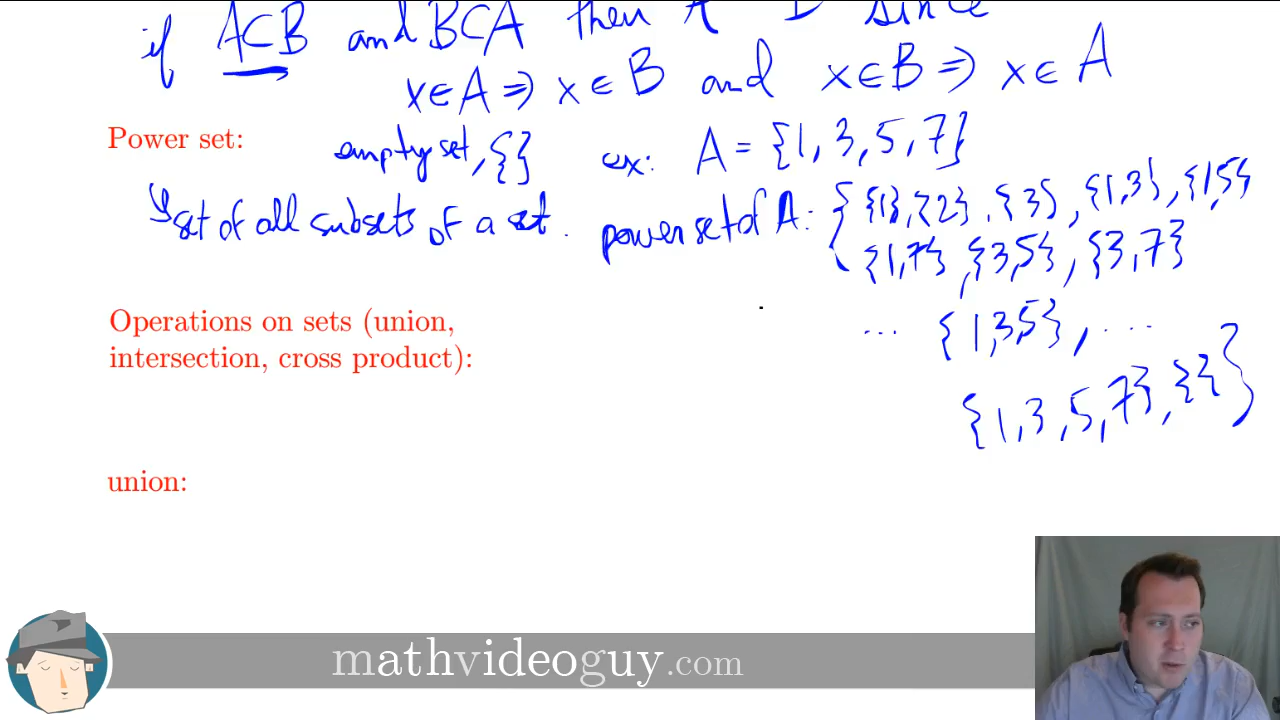 if A⊂B and B⊂A then A B since
x∈A ⇒ x∈B and x∈B ⇒ x∈A
Power set:
empty set, {} ex: A = {1, 3, 5, 7}
↳ set of all subsets of a set. power set of A: { {1}, {2}, {3}, {1,3}, {1,5}
{1,7}, {3,5}, {3,7}
... {1,3,5}, ...
{1,3,5,7}, {} }
Operations on sets (union,
intersection, cross product):
union:
mathvideoguy.com